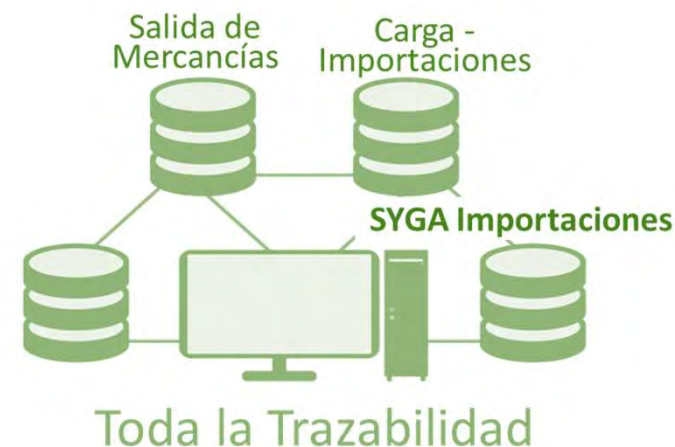 Salida de
Mercancías
Carga -
Importaciones
SYGA Importaciones
Toda la Trazabilidad